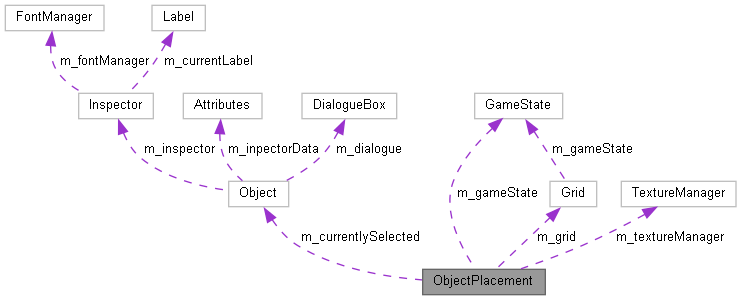 FontManager
Label
m_fontManager
m_currentLabel
Inspector
Attributes
DialogueBox
GameState
m_inspector
m_inpectorData
m_dialogue
m_gameState
Object
m_gameState
Grid
TextureManager
m_currentlySelected
m_grid
m_textureManager
ObjectPlacement